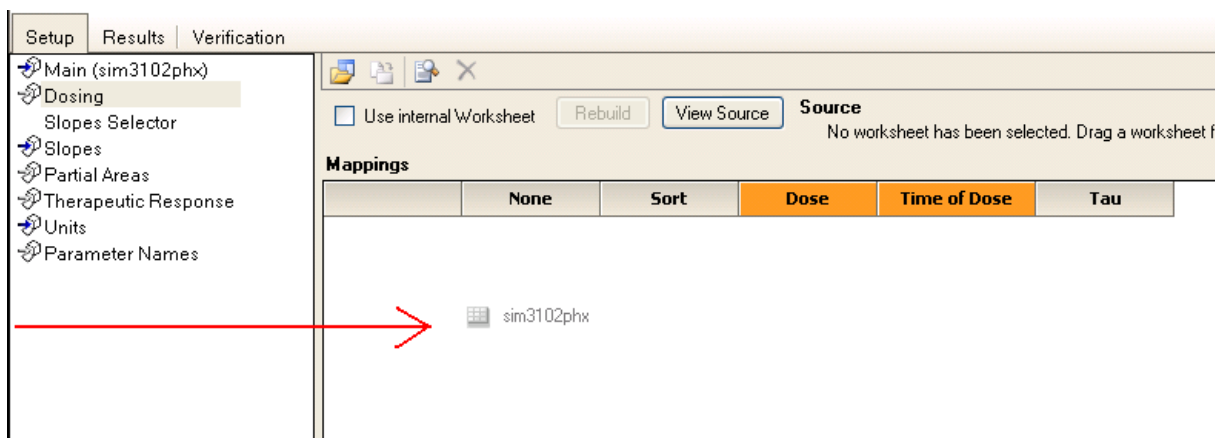 Setup Results Verification
Main (sim3102phx)
Dosing
Slopes Selector
Slopes
Partial Areas
Therapeutic Response
Units
Parameter Names
Use internal Worksheet Rebuild View Source Source
No worksheet has been selected. Drag a worksheet f
Mappings
None Sort Dose Time of Dose Tau
sim3102phx